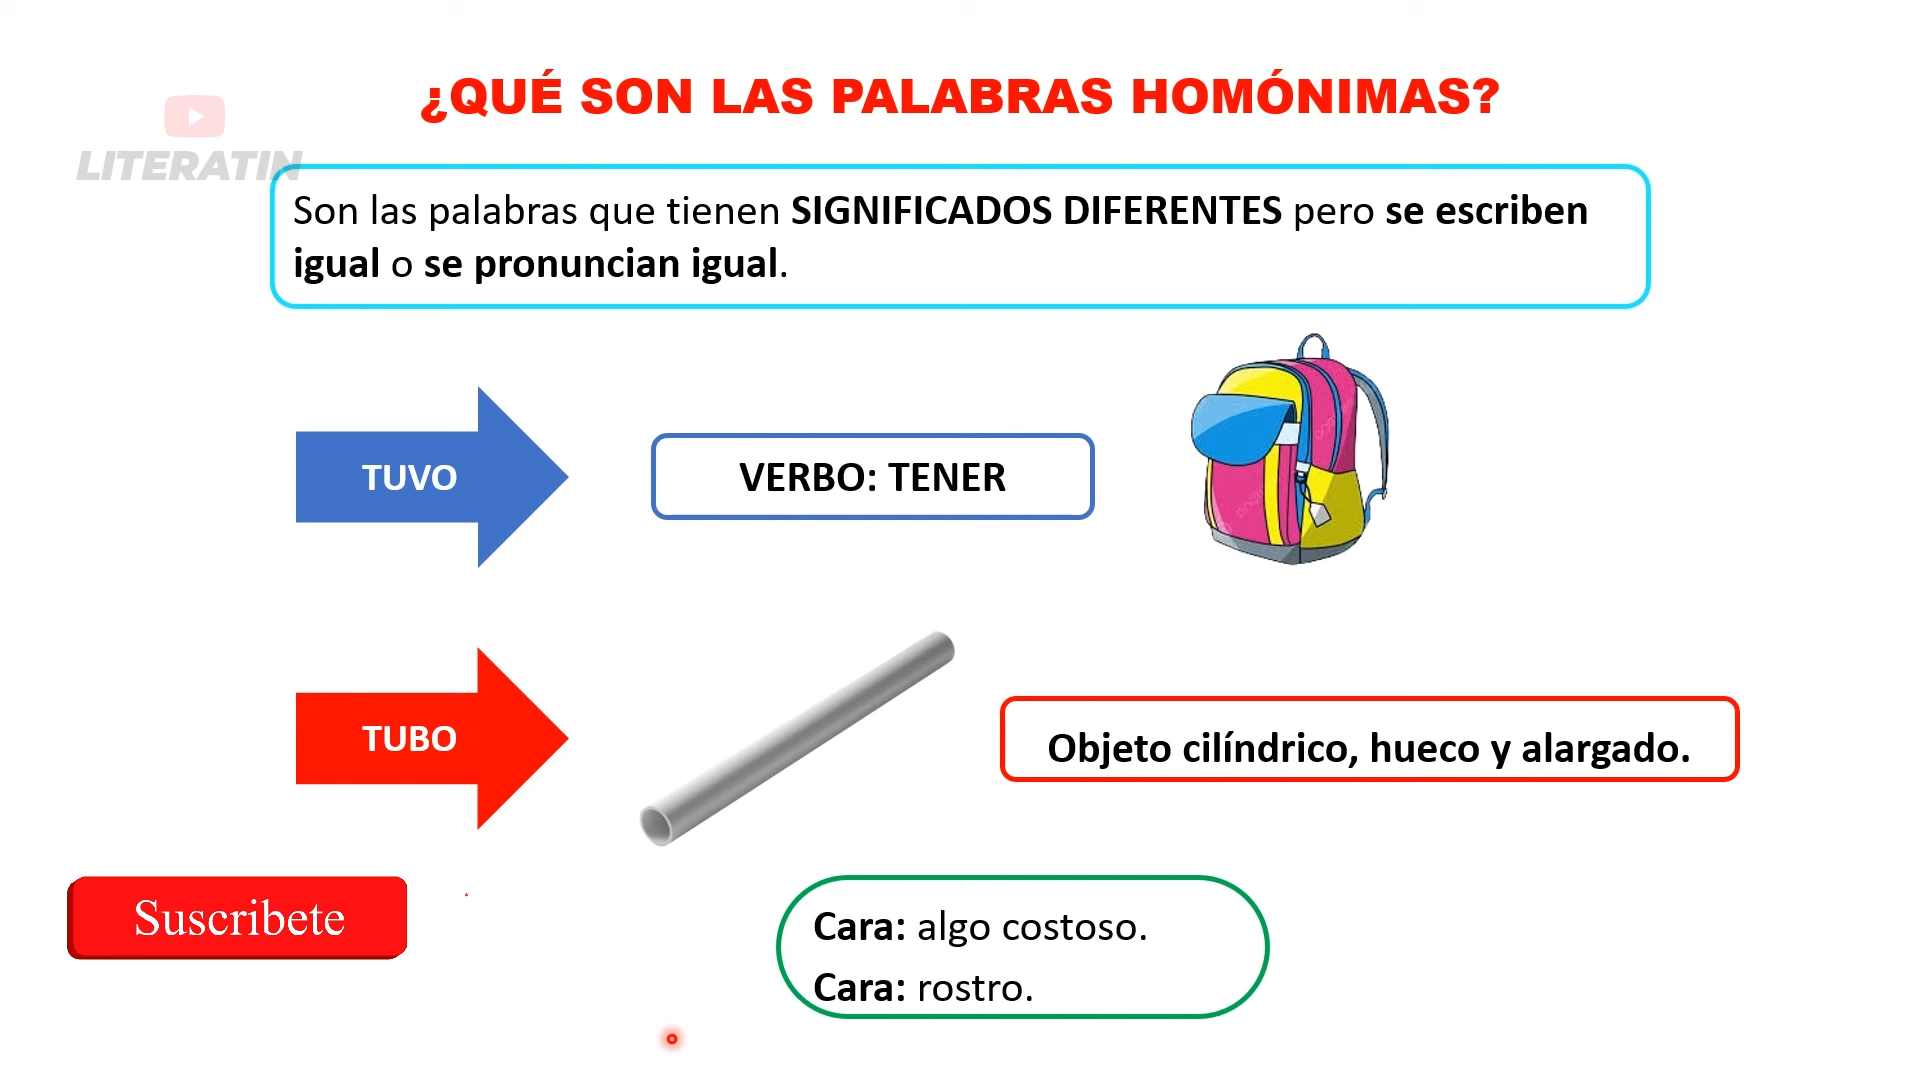 ¿QUÉ SON LAS PALABRAS HOMÓNIMAS?
LITERATIN
Son las palabras que tienen SIGNIFICADOS DIFERENTES pero se escriben
igual o se pronuncian igual.
TUVO
VERBO: TENER
TUBO
Objeto cilíndrico, hueco y alargado.
Suscribete
Cara: algo costoso.
Cara: rostro.